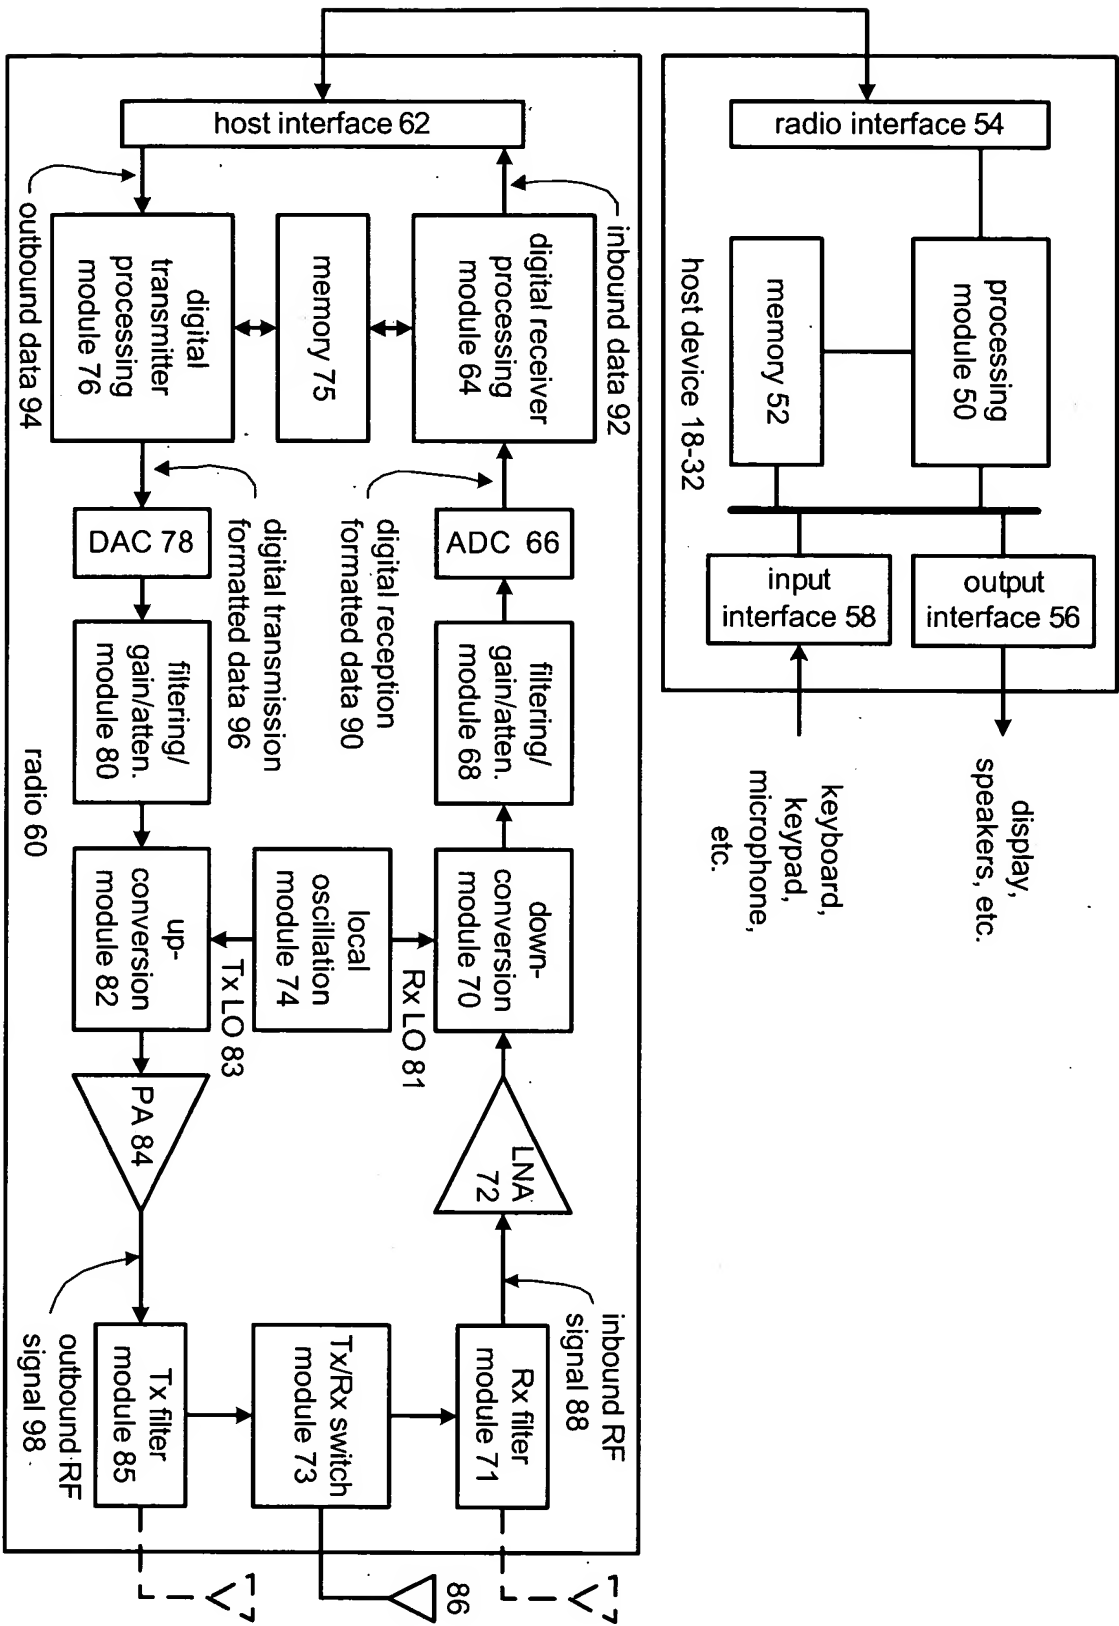 radio interface 54
processing
module 50
memory 52
host device 18-32
input
interface 58
output
interface 56
display,
speakers, etc.
keyboard,
keypad,
microphone,
etc.
host interface 62
outbound data 94
inbound data 92
digital
transmitter
processing
module 76
memory 75
digital receiver
processing
module 64
DAC 78
digital transmission
formatted data 96
digital reception
formatted data 90
ADC 66
filtering/
gain/atten.
module 80
filtering/
gain/atten.
module 68
radio 60
up-
conversion
module 82
local
oscillation
module 74
down-
conversion
module 70
Tx LO 83
Rx LO 81
PA 84
LNA
72
outbound RF
signal 98
inbound RF
signal 88
Tx filter
module 85
Tx/Rx switch
module 73
Rx filter
module 71
86